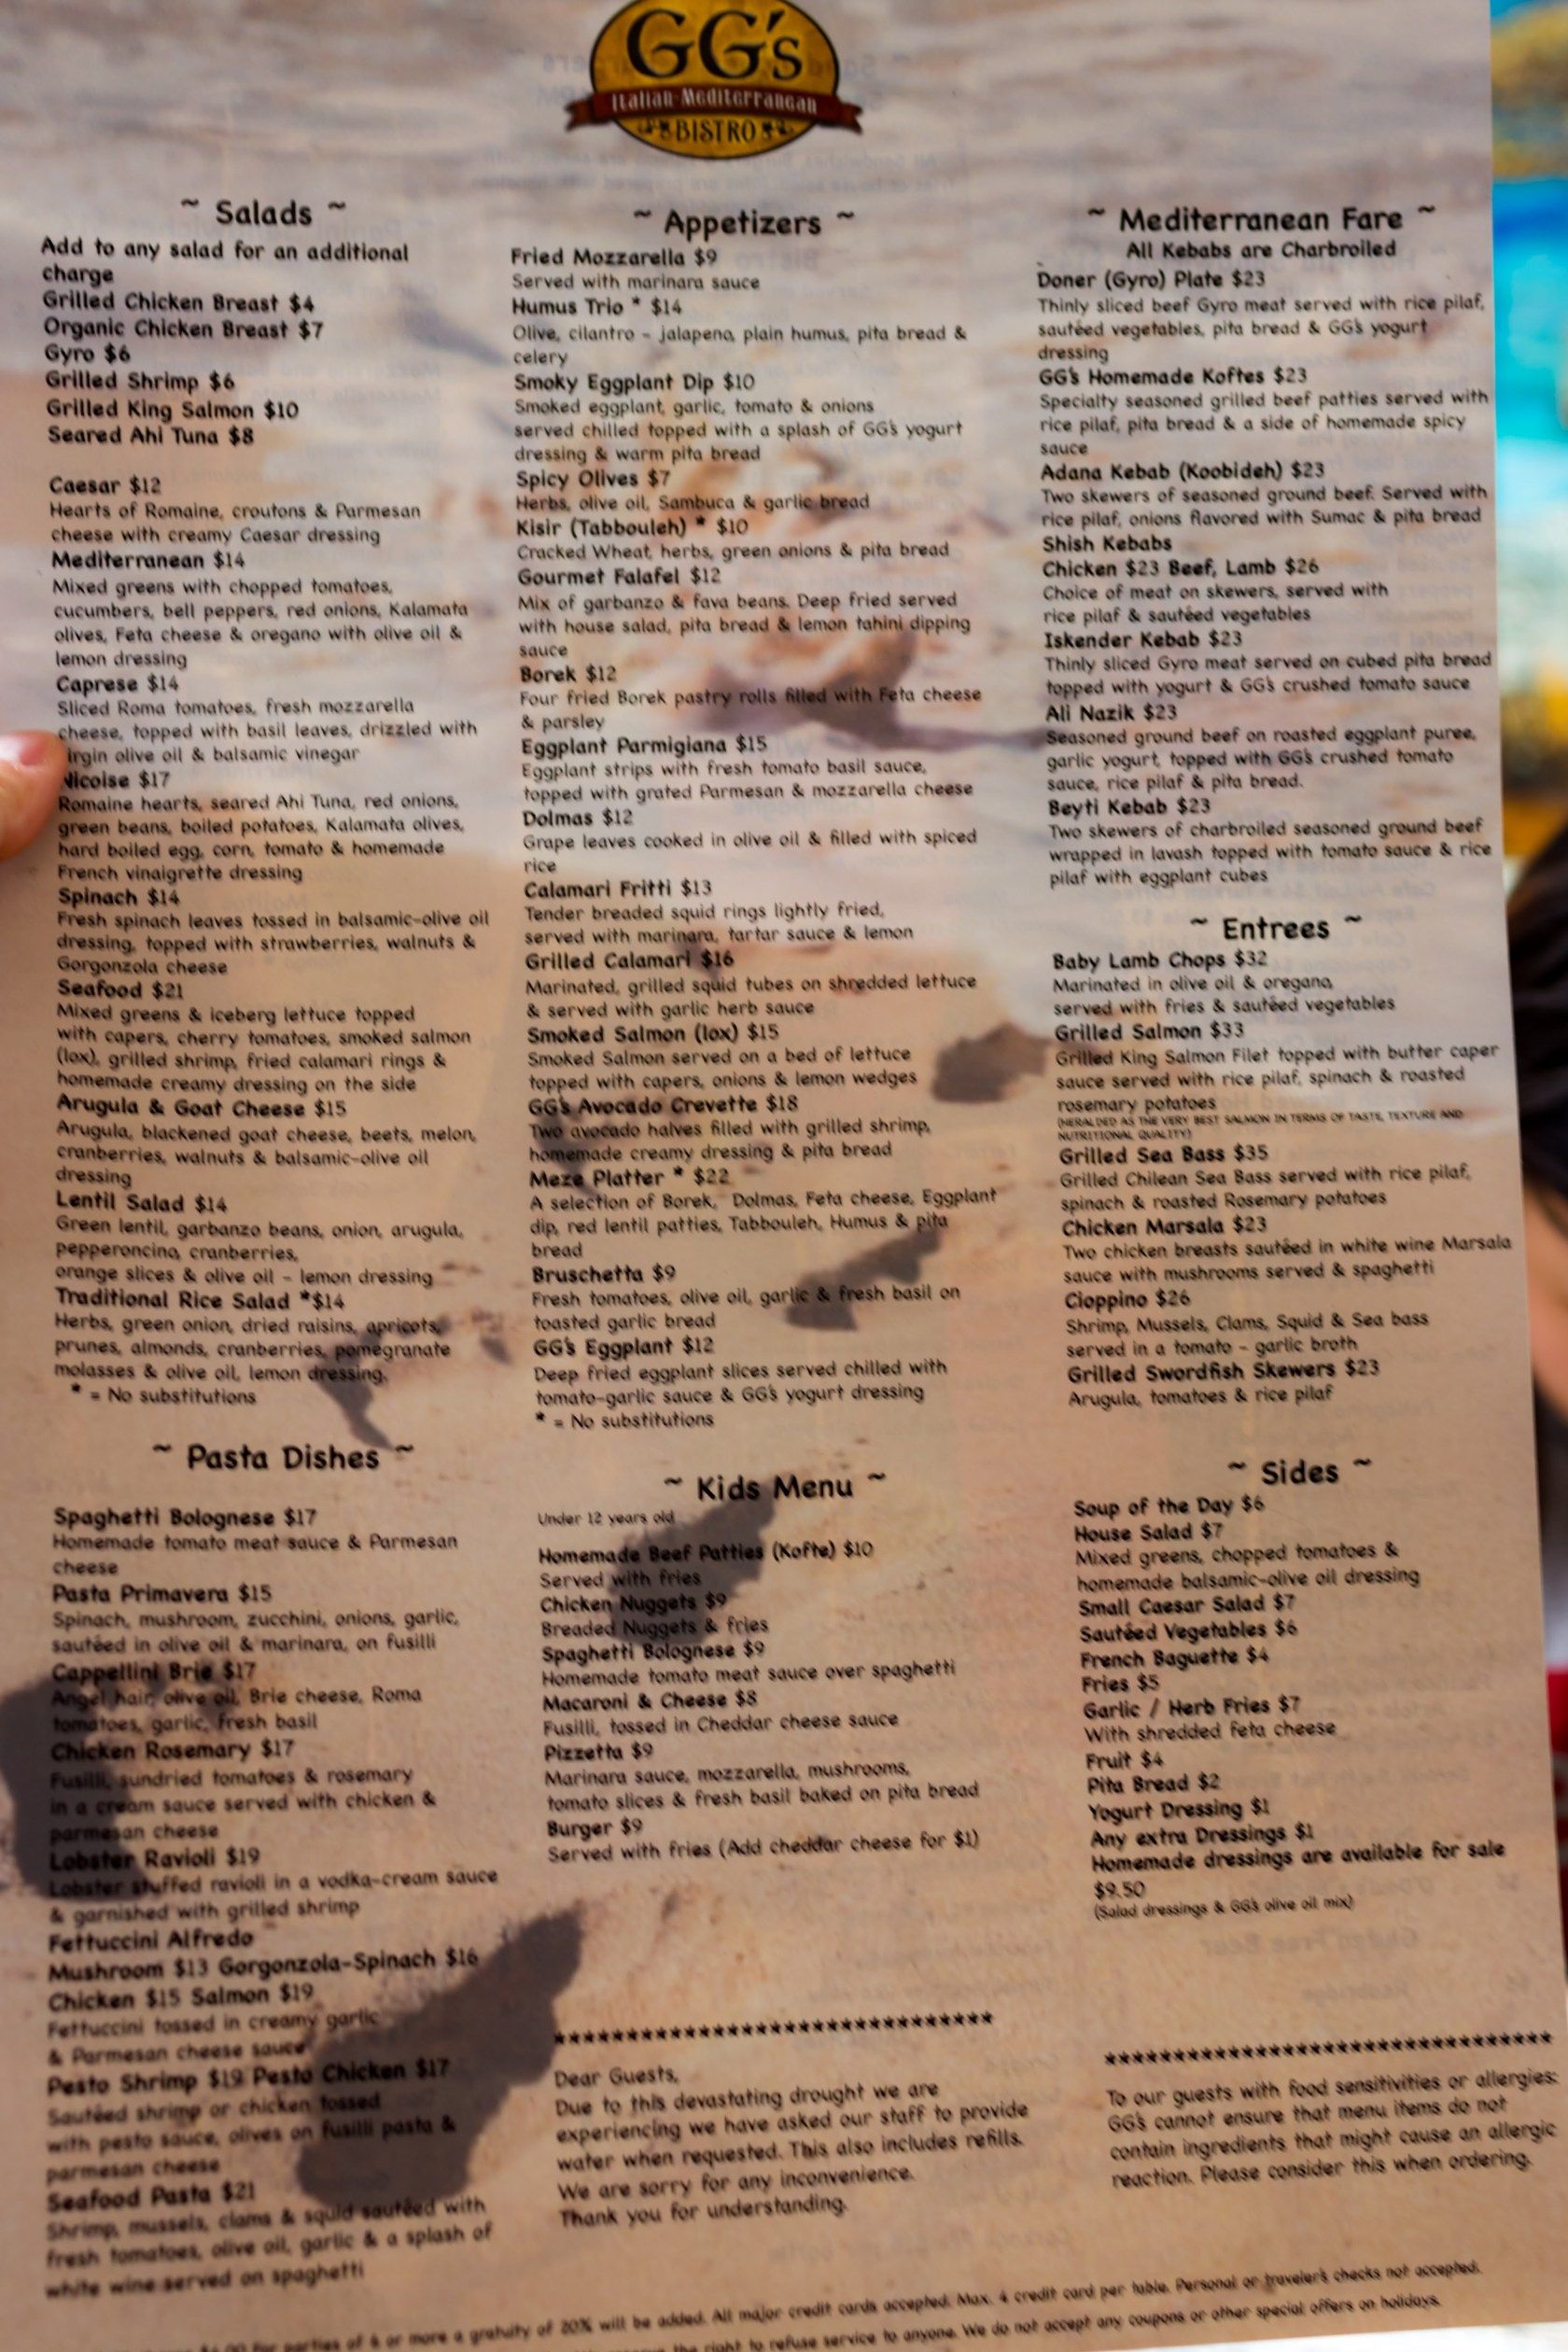 GG's
Italian-Mediterranean
BISTRO
~ Salads ~
Add to any salad for an additional
charge
Grilled Chicken Breast $4
Organic Chicken Breast $7
Gyro $6
Grilled Shrimp $6
Grilled King Salmon $10
Seared Ahi Tuna $8
Caesar $12
Hearts of Romaine, croutons & Parmesan
cheese with creamy Caesar dressing
Mediterranean $14
Mixed greens with chopped tomatoes,
cucumbers, bell peppers, red onions, Kalamata
olives, Feta cheese & oregano with olive oil &
lemon dressing
Caprese $14
Sliced Roma tomatoes, fresh mozzarella
cheese, topped with basil leaves, drizzled with
irgin olive oil & balsamic vinegar
Nicoise $17
Romaine hearts, seared Ahi Tuna, red onions,
green beans, boiled potatoes, Kalamata olives,
hard boiled egg, corn, tomato & homemade
French vinaigrette dressing
Spinach $14
Fresh spinach leaves tossed in balsamic-olive oil
dressing, topped with strawberries, walnuts &
Gorgonzola cheese
Seafood $21
Mixed greens & iceberg lettuce topped
with capers, cherry tomatoes, smoked salmon
(lox), grilled shrimp, fried calamari rings &
homemade creamy dressing on the side
Arugula & Goat Cheese $15
Arugula, blackened goat cheese, beets, melon,
cranberries, walnuts & balsamic-olive oil
dressing
Lentil Salad $14
Green lentil, garbanzo beans, onion, arugula,
pepperoncino, cranberries,
orange slices & olive oil - lemon dressing
Traditional Rice Salad *$14
Herbs, green onion, dried raisins, apricots,
prunes, almonds, cranberries, pomegranate
molasses & olive oil, lemon dressing.
* = No substitutions
~ Pasta Dishes ~
Spaghetti Bolognese $17
Homemade tomato meat sauce & Parmesan
cheese
Pasta Primavera $15
Spinach, mushroom, zucchini, onions, garlic,
sautéed in olive oil & marinara, on fusilli
Cappellini Brie $17
Angel hair, olive oil, Brie cheese, Roma
tomatoes, garlic, fresh basil
Chicken Rosemary $17
Fusilli, sundried tomatoes & rosemary
in a cream sauce served with chicken &
parmesan cheese
Lobster Ravioli $19
Lobster stuffed ravioli in a vodka-cream sauce
& garnished with grilled shrimp
Fettuccini Alfredo
Mushroom $13 Gorgonzola-Spinach $16
Chicken $15 Salmon $19
Fettuccini tossed in creamy garlic
& Parmesan cheese sauce
Pesto Shrimp $19 Pesto Chicken $17
Sautéed shrimp or chicken tossed
with pesto sauce, olives on fusilli pasta &
parmesan cheese
Seafood Pasta $21
Shrimp, mussels, clams & squid sautéed with
fresh tomatoes, olive oil, garlic & a splash of
white wine served on spaghetti
~ Appetizers ~
Fried Mozzarella $9
Served with marinara sauce
Humus Trio * $14
Olive, cilantro - jalapeno, plain humus, pita bread &
celery
Smoky Eggplant Dip $10
Smoked eggplant, garlic, tomato & onions
served chilled topped with a splash of GG's yogurt
dressing & warm pita bread
Spicy Olives $7
Herbs, olive oil, Sambuca & garlic bread
Kisir (Tabbouleh) * $10
Cracked Wheat, herbs, green onions & pita bread
Gourmet Falafel $12
Mix of garbanzo & fava beans. Deep fried served
with house salad, pita bread & lemon tahini dipping
sauce
Borek $12
Four fried Borek pastry rolls filled with Feta cheese
& parsley
Eggplant Parmigiana $15
Eggplant strips with fresh tomato basil sauce,
topped with grated Parmesan & mozzarella cheese
Dolmas $12
Grape leaves cooked in olive oil & filled with spiced
rice
Calamari Fritti $13
Tender breaded squid rings lightly fried,
served with marinara, tartar sauce & lemon
Grilled Calamari $16
Marinated, grilled squid tubes on shredded lettuce
& served with garlic herb sauce
Smoked Salmon (lox) $15
Smoked Salmon served on a bed of lettuce
topped with capers, onions & lemon wedges
GG's Avocado Crevette $18
Two avocado halves filled with grilled shrimp,
homemade creamy dressing & pita bread
Meze Platter * $22
A selection of Borek, Dolmas, Feta cheese, Eggplant
dip, red lentil patties, Tabbouleh, Humus & pita
bread
Bruschetta $9
Fresh tomatoes, olive oil, garlic & fresh basil on
toasted garlic bread
GG's Eggplant $12
Deep fried eggplant slices served chilled with
tomato-garlic sauce & GG's yogurt dressing
* = No substitutions
~ Kids Menu ~
Under 12 years old
Homemade Beef Patties (Kofte) $10
Served with fries
Chicken Nuggets $9
Breaded Nuggets & fries
Spaghetti Bolognese $9
Homemade tomato meat sauce over spaghetti
Macaroni & Cheese $8
Fusilli, tossed in Cheddar cheese sauce
Pizzetta $9
Marinara sauce, mozzarella, mushrooms,
tomato slices & fresh basil baked on pita bread
Burger $9
Served with fries (Add cheddar cheese for $1)
*******************************
Dear Guests,
Due to this devastating drought we are
experiencing we have asked our staff to provide
water when requested. This also includes refills.
We are sorry for any inconvenience.
Thank you for understanding.
~ Mediterranean Fare ~
All Kebabs are Charbroiled
Doner (Gyro) Plate $23
Thinly sliced beef Gyro meat served with rice pilaf,
sautéed vegetables, pita bread & GG's yogurt
dressing
GG's Homemade Koftes $23
Specialty seasoned grilled beef patties served with
rice pilaf, pita bread & a side of homemade spicy
sauce
Adana Kebab (Koobideh) $23
Two skewers of seasoned ground beef. Served with
rice pilaf, onions flavored with Sumac & pita bread
Shish Kebabs
Chicken $23 Beef, Lamb $26
Choice of meat on skewers, served with
rice pilaf & sautéed vegetables
Iskender Kebab $23
Thinly sliced Gyro meat served on cubed pita bread
topped with yogurt & GG's crushed tomato sauce
Ali Nazik $23
Seasoned ground beef on roasted eggplant puree,
garlic yogurt, topped with GG's crushed tomato
sauce, rice pilaf & pita bread.
Beyti Kebab $23
Two skewers of charbroiled seasoned ground beef
wrapped in lavash topped with tomato sauce & rice
pilaf with eggplant cubes
~ Entrees ~
Baby Lamb Chops $32
Marinated in olive oil & oregano,
served with fries & sautéed vegetables
Grilled Salmon $33
Grilled King Salmon Filet topped with butter caper
sauce served with rice pilaf, spinach & roasted
rosemary potatoes
(HERALDED AS THE VERY BEST SALMON IN TERMS OF TASTE, TEXTURE AND
NUTRITIONAL QUALITY)
Grilled Sea Bass $35
Grilled Chilean Sea Bass served with rice pilaf,
spinach & roasted Rosemary potatoes
Chicken Marsala $23
Two chicken breasts sautéed in white wine Marsala
sauce with mushrooms served & spaghetti
Cioppino $26
Shrimp, Mussels, Clams, Squid & Sea bass
served in a tomato - garlic broth
Grilled Swordfish Skewers $23
Arugula, tomatoes & rice pilaf
~ Sides ~
Soup of the Day $6
House Salad $7
Mixed greens, chopped tomatoes &
homemade balsamic-olive oil dressing
Small Caesar Salad $7
Sautéed Vegetables $6
French Baguette $4
Fries $5
Garlic / Herb Fries $7
With shredded feta cheese
Fruit $4
Pita Bread $2
Yogurt Dressing $1
Any extra Dressings $1
Homemade dressings are available for sale
$9.50
(Salad dressings & GG's olive oil mix)
*******************************
To our guests with food sensitivities or allergies:
GG's cannot ensure that menu items do not
contain ingredients that might cause an allergic
reaction. Please consider this when ordering.
for parties of 6 or more a gratuity of 20% will be added. All major credit cards accepted. Max. 4 credit card per table. Personal or traveler's checks not accepted.
the right to refuse service to anyone. We do not accept any coupons or other special offers on holidays.